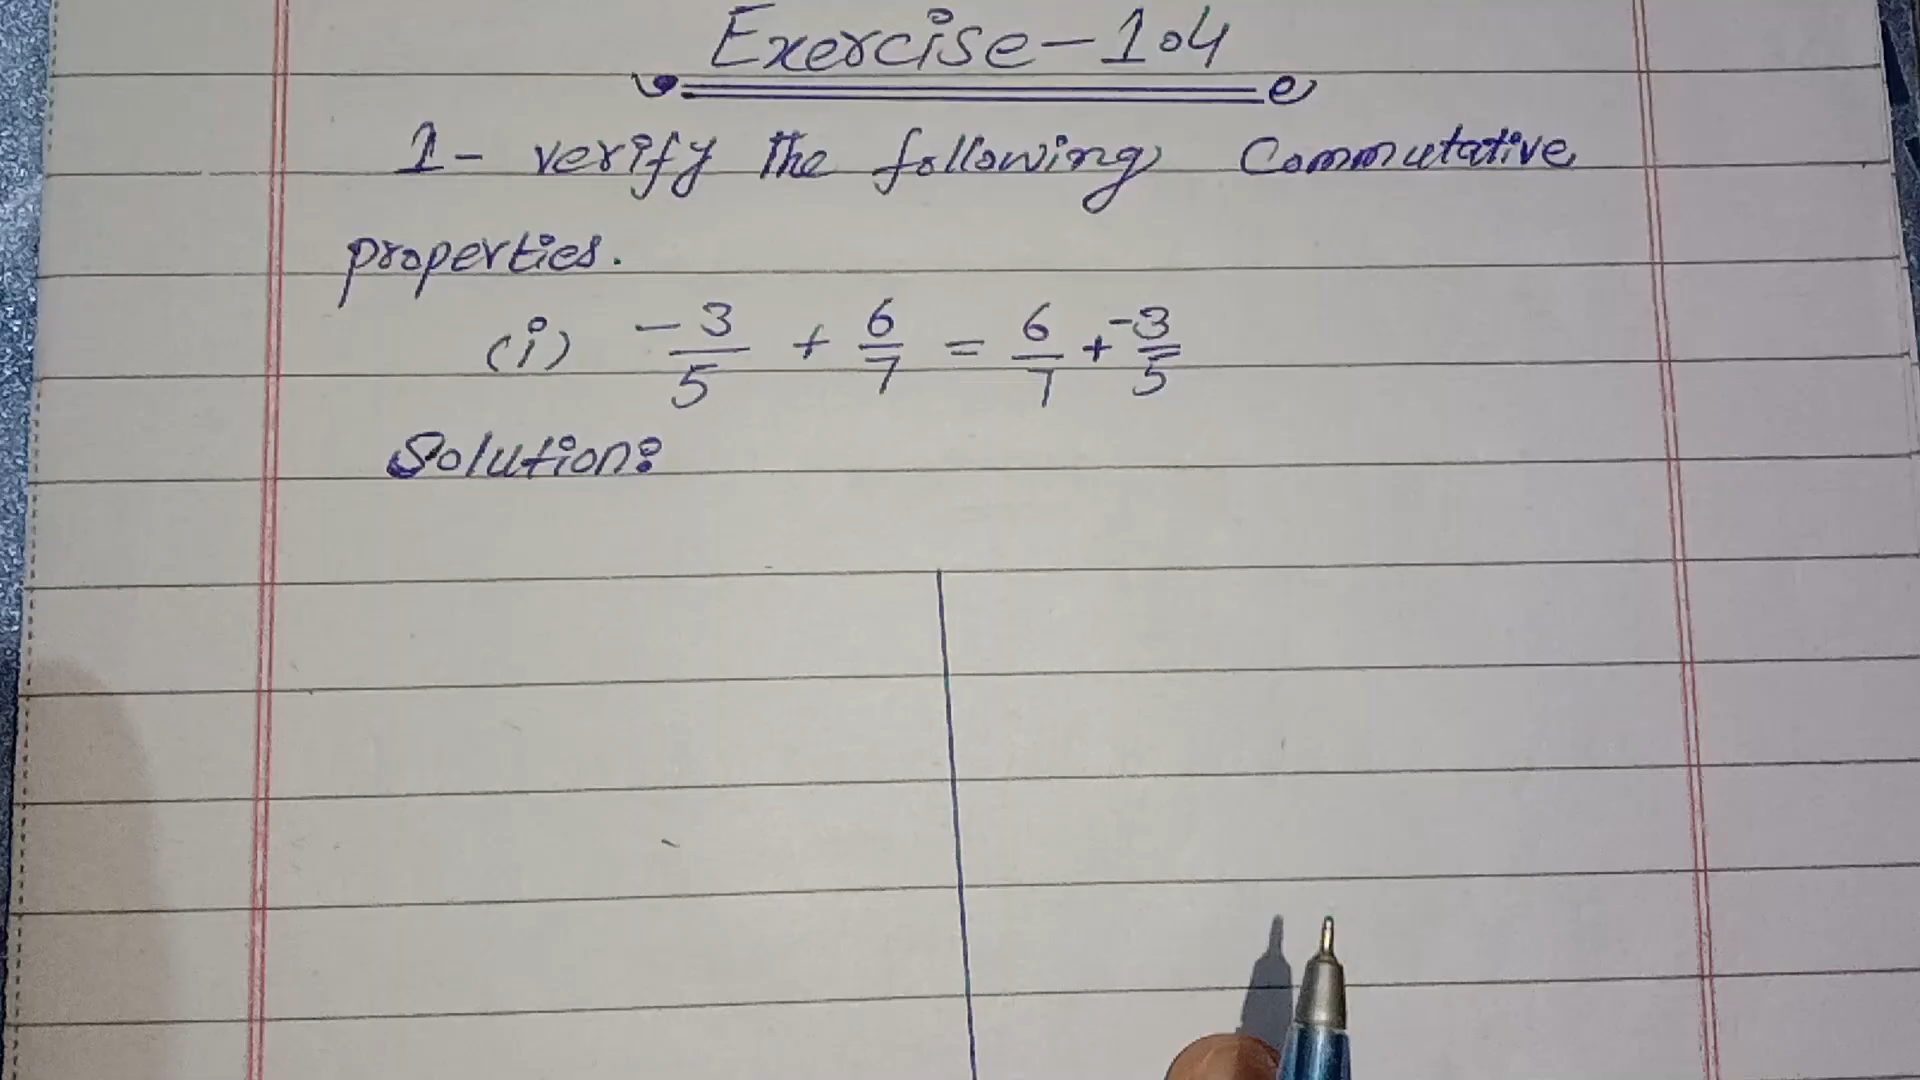 Exercise-1.4
1- verify the following Commutative
properties.
(i) -3/5 + 6/7 = 6/7 + -3/5
Solution: